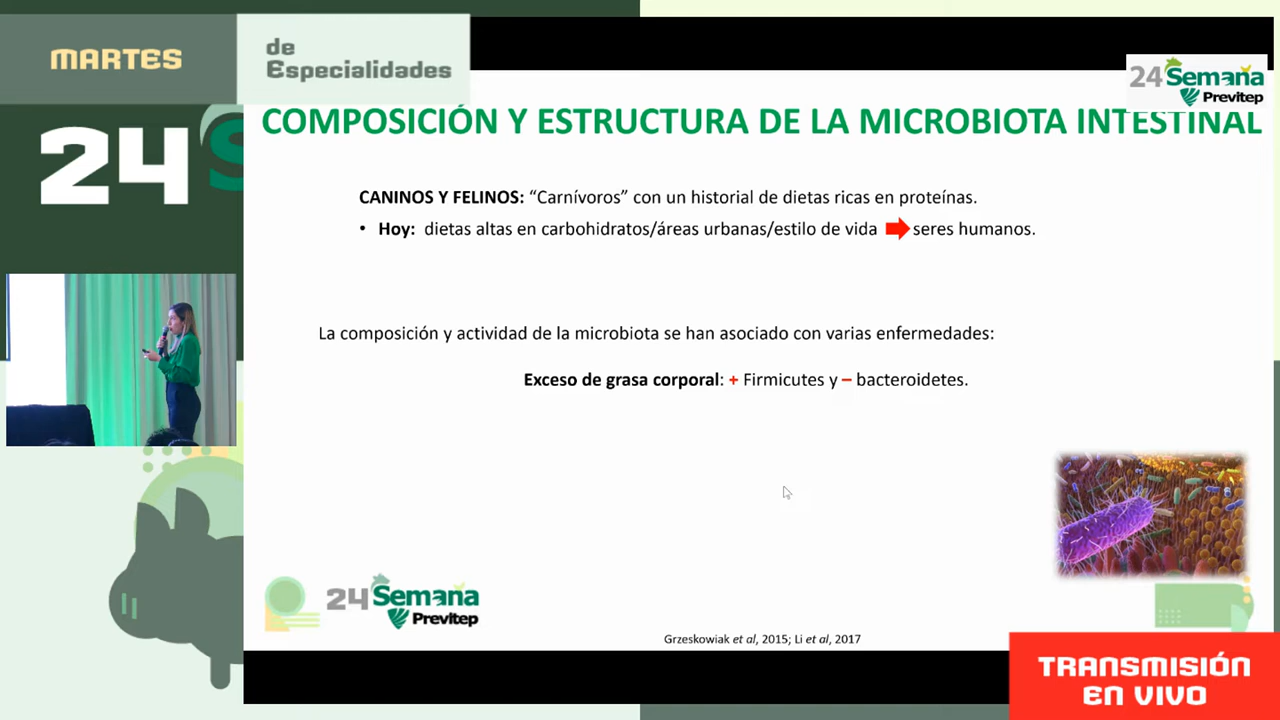 MARTES
de
Especialidades
24 Semana
Previtep
24S
COMPOSICIÓN Y ESTRUCTURA DE LA MICROBIOTA INTESTINAL
CANINOS Y FELINOS: “Carnívoros” con un historial de dietas ricas en proteínas.
• Hoy: dietas altas en carbohidratos/áreas urbanas/estilo de vida seres humanos.
La composición y actividad de la microbiota se han asociado con varias enfermedades:
Exceso de grasa corporal: + Firmicutes y – bacteroidetes.
24 Semana
Previtep
Grzeskowiak et al, 2015; Li et al, 2017
TRANSMISIÓN
EN VIVO